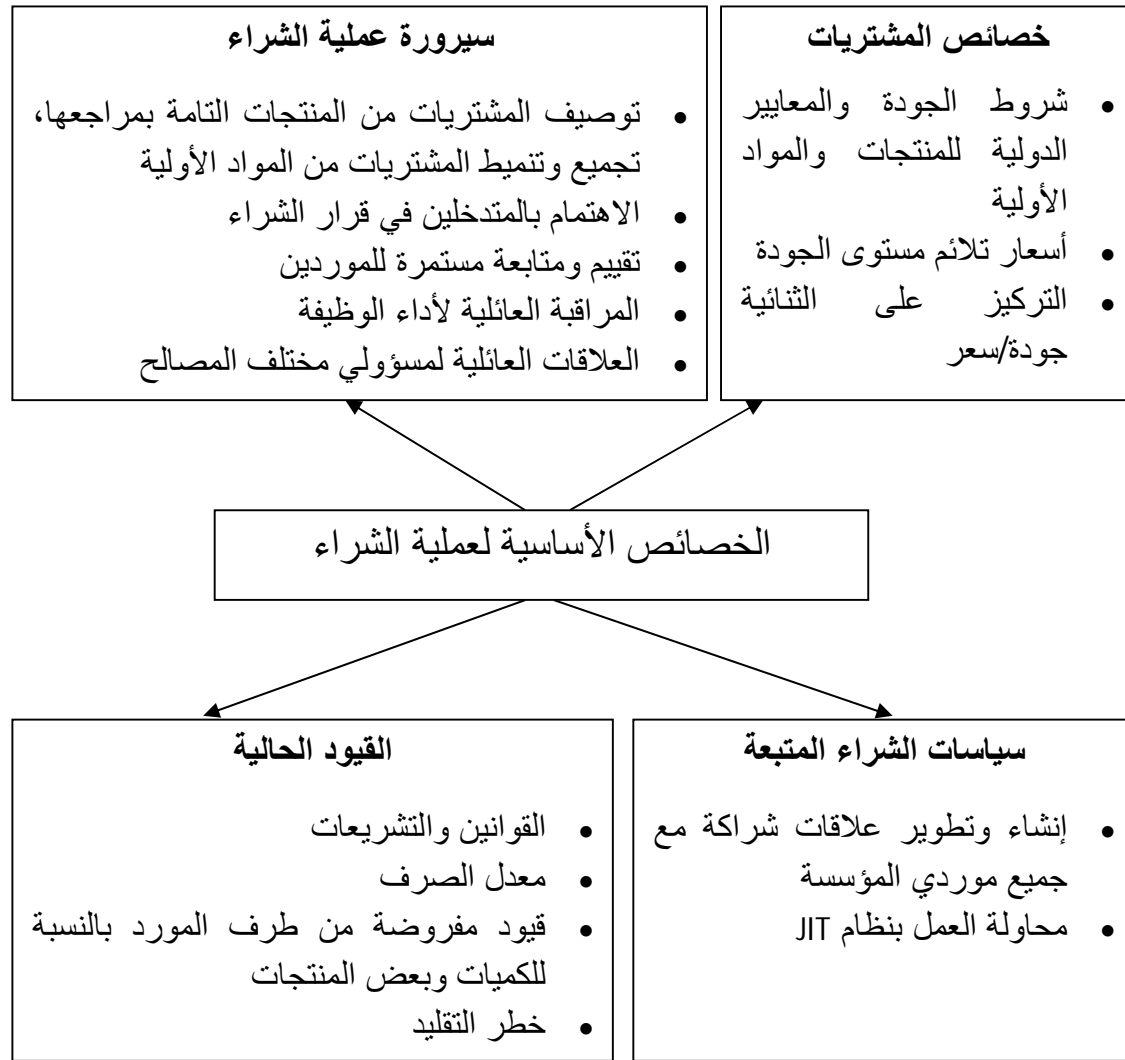 خصائص المشتريات
شروط الجودة والمعايير
الدولية للمنتجات والمواد
الأولية
أسعار تلائم مستوى الجودة
التركيز على الثنائية
جودة/سعر
سيرورة عملية الشراء
توصيف المشتريات من المنتجات التامة بمراجعها،
تجميع وتنميط المشتريات من المواد الأولية
الاهتمام بالمتدخلين في قرار الشراء
تقييم ومتابعة مستمرة للموردين
المراقبة العائلية لأداء الوظيفة
العلاقات العائلية لمسؤولي مختلف المصالح
الخصائص الأساسية لعملية الشراء
سياسات الشراء المتبعة
إنشاء وتطوير علاقات شراكة مع
جميع موردي المؤسسة
محاولة العمل بنظام JIT
القيود الحالية
القوانين والتشريعات
معدل الصرف
قيود مفروضة من طرف المورد بالنسبة
للكميات وبعض المنتجات
خطر التقليد